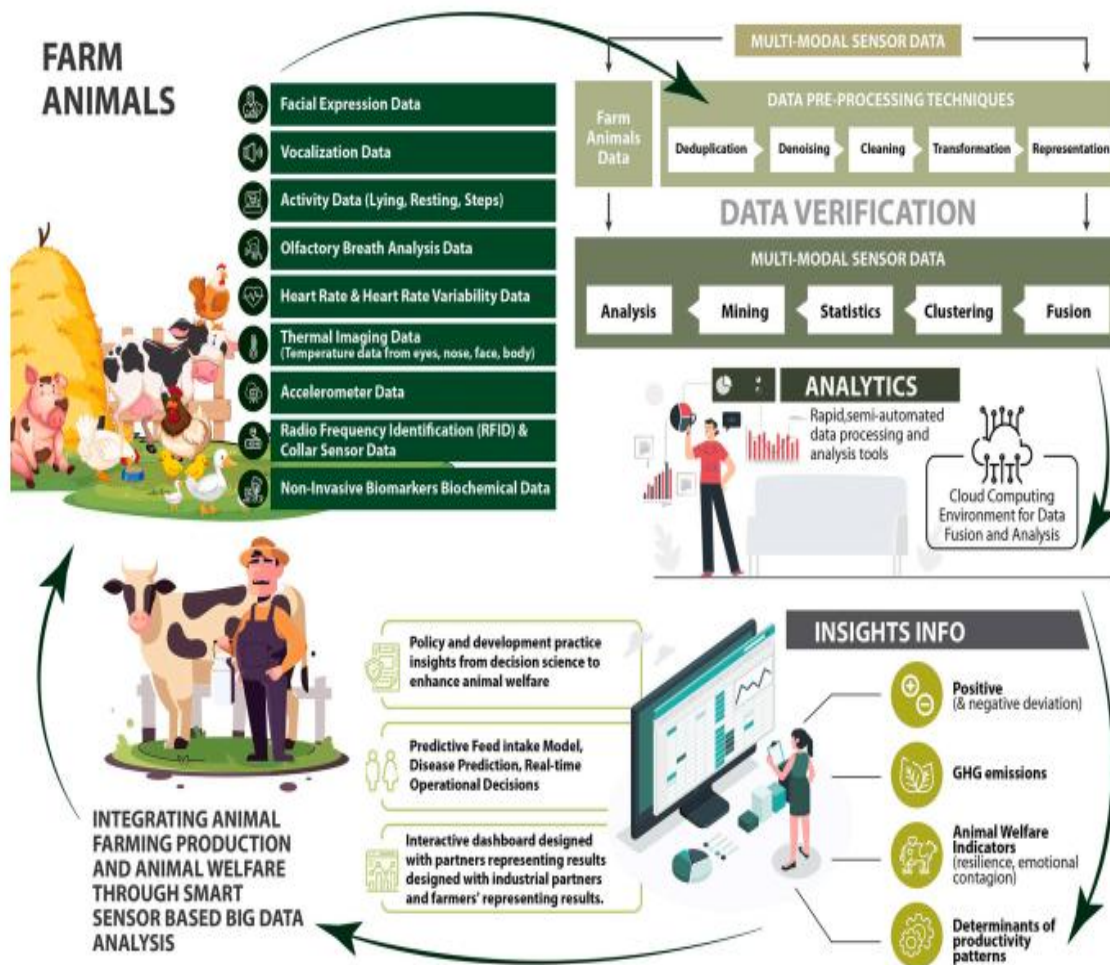 FARM
ANIMALS
Facial Expression Data
Vocalization Data
Activity Data (Lying, Resting, Steps)
Olfactory Breath Analysis Data
Heart Rate & Heart Rate Variability Data
Thermal Imaging Data
(Temperature data from eyes, nose, face, body)
Accelerometer Data
Radio Frequency Identification (RFID) &
Collar Sensor Data
Non-Invasive Biomarkers Biochemical Data
MULTI-MODAL SENSOR DATA
Farm
Animals
Data
DATA PRE-PROCESSING TECHNIQUES
Deduplication
Denoising
Cleaning
Transformation
Representation
DATA VERIFICATION
MULTI-MODAL SENSOR DATA
Analysis
Mining
Statistics
Clustering
Fusion
ANALYTICS
Rapid,semi-automated
data processing and
analysis tools
Cloud Computing
Environment for Data
Fusion and Analysis
INSIGHTS INFO
Positive
(& negative deviation)
GHG emissions
Animal Welfare
Indicators
(resilience, emotional
contagion)
Determinants of
productivity
patterns
Policy and development practice
insights from decision science to
enhance animal welfare
Predictive Feed intake Model,
Disease Prediction, Real-time
Operational Decisions
Interactive dashboard designed
with partners representing results
designed with industrial partners
and farmers' representing results.
INTEGRATING ANIMAL
FARMING PRODUCTION
AND ANIMAL WELFARE
THROUGH SMART
SENSOR BASED BIG DATA
ANALYSIS